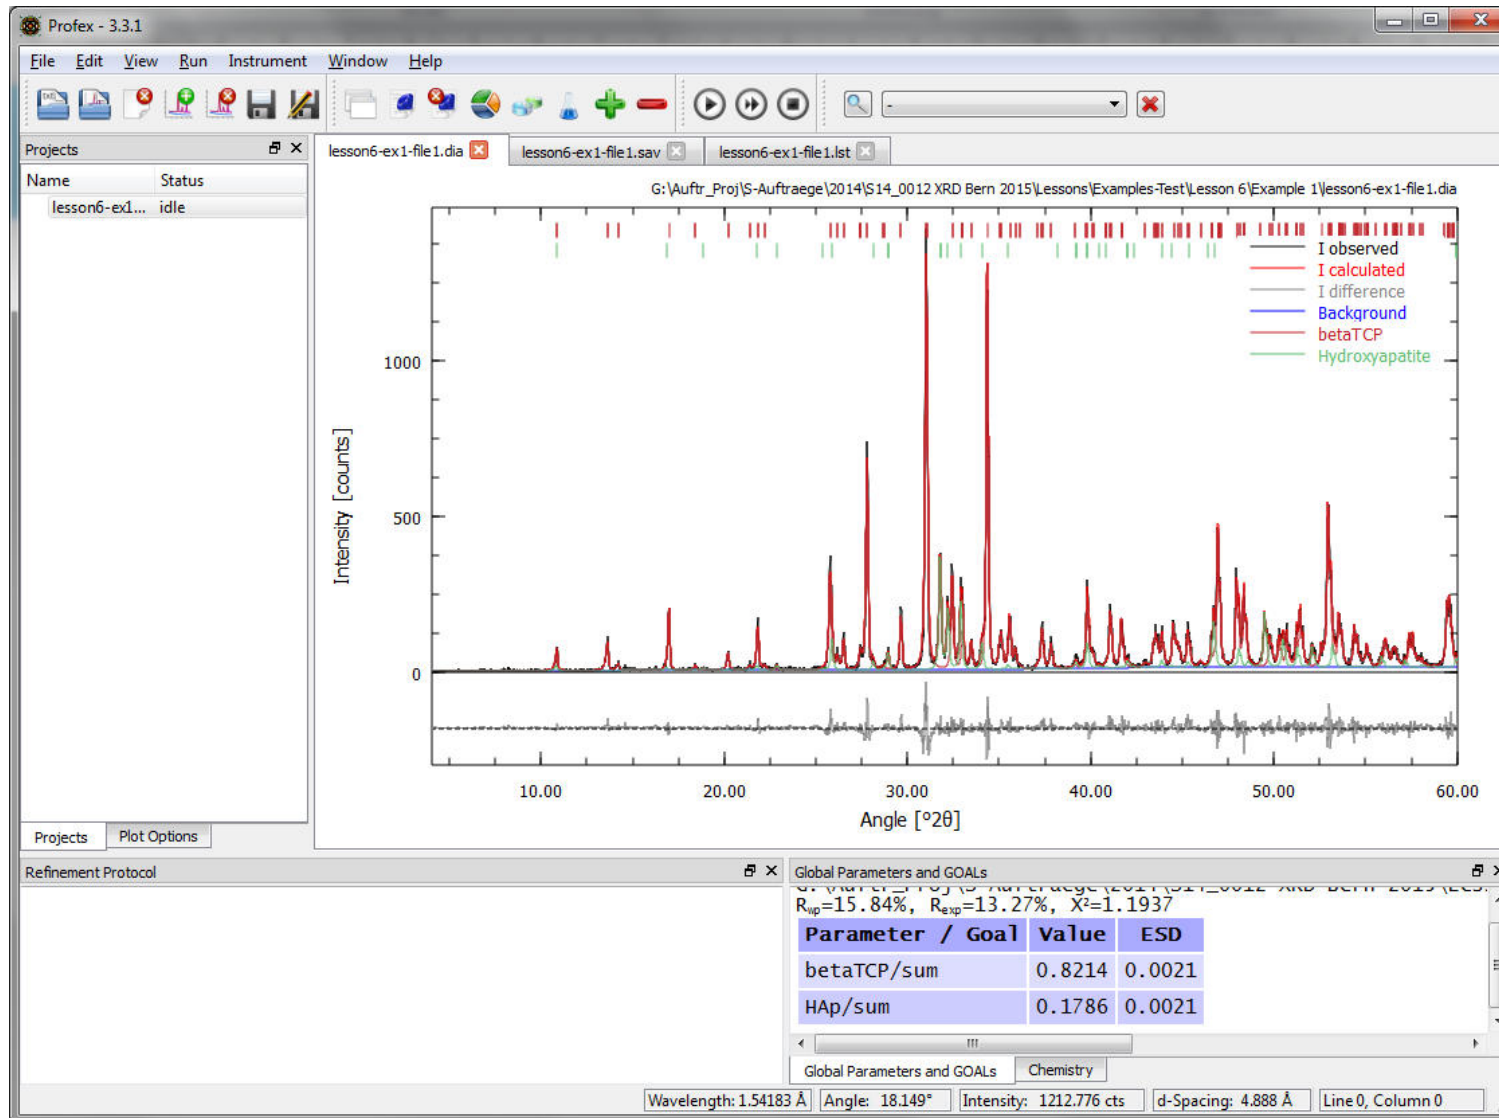 Profex - 3.3.1
File Edit View Run Instrument Window Help
-
Projects
Name Status
lesson6-ex1... idle
Projects Plot Options
lesson6-ex1-file1.dia lesson6-ex1-file1.sav lesson6-ex1-file1.lst
G:\Auftr_Proj\S-Auftraege\2014\S14_0012 XRD Bern 2015\Lessons\Examples-Test\Lesson 6\Example 1\lesson6-ex1-file1.dia
I observed
I calculated
I difference
Background
betaTCP
Hydroxyapatite
Intensity [counts]
1000
500
0
10.00 20.00 30.00 40.00 50.00 60.00
Angle [°2θ]
Refinement Protocol
Global Parameters and GOALs
Rwp=15.84%, Rexp=13.27%, X²=1.1937
Parameter / Goal Value ESD
betaTCP/sum 0.8214 0.0021
HAp/sum 0.1786 0.0021
Global Parameters and GOALs Chemistry
Wavelength: 1.54183 Å Angle: 18.149° Intensity: 1212.776 cts d-Spacing: 4.888 Å Line 0, Column 0